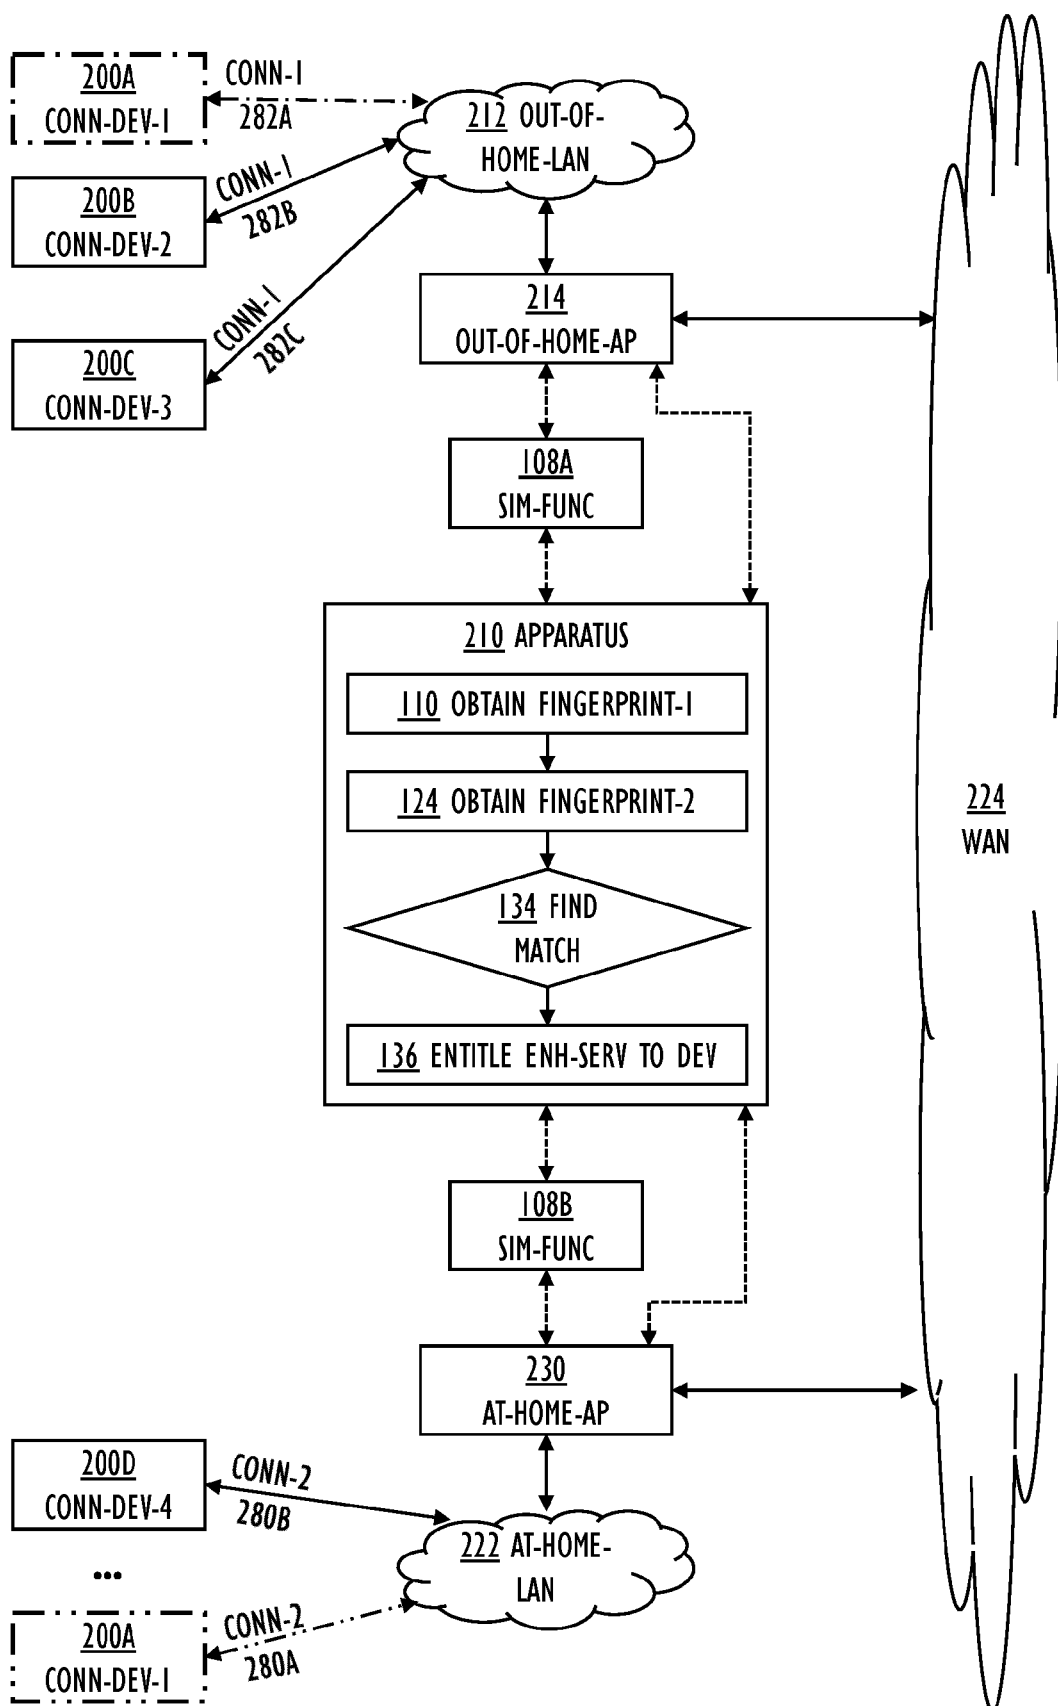 200A
CONN-DEV-1
CONN-1
282A
212 OUT-OF-
HOME-LAN
200B
CONN-DEV-2
CONN-1
282B
200C
CONN-DEV-3
CONN-1
282C
214
OUT-OF-HOME-AP
108A
SIM-FUNC
210 APPARATUS
110 OBTAIN FINGERPRINT-1
124 OBTAIN FINGERPRINT-2
134 FIND
MATCH
136 ENTITLE ENH-SERV TO DEV
224
WAN
108B
SIM-FUNC
230
AT-HOME-AP
200D
CONN-DEV-4
CONN-2
280B
222 AT-HOME-
LAN
...
200A
CONN-DEV-1
CONN-2
280A